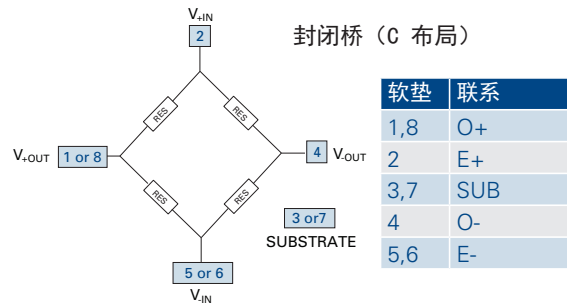 V+IN
2
封闭桥（C 布局）
RES
RES
V+OUT
1 or 8
4
V-OUT
RES
RES
3 or7
SUBSTRATE
5 or 6
V-IN
软垫 联系
1,8 O+
2 E+
3,7 SUB
4 O-
5,6 E-